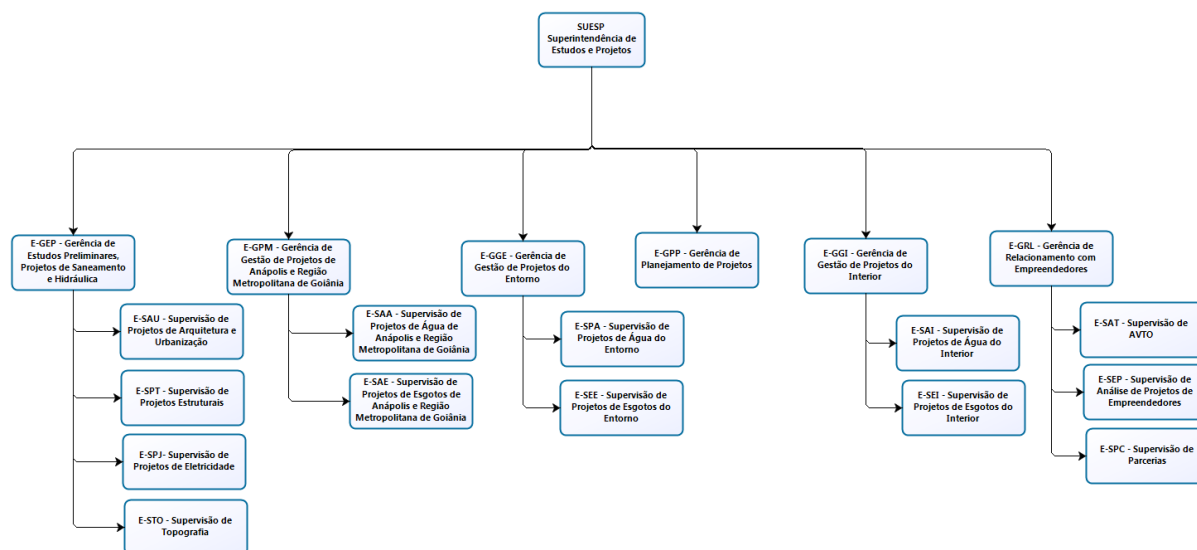 SUESP
Superintendência de
Estudos e Projetos
E-GEP - Gerência de
Estudos Preliminares,
Projetos de Saneamento
e Hidráulica
E-SAU - Supervisão de
Projetos de Arquitetura e
Urbanização
E-SPT - Supervisão de
Projetos Estruturais
E-SPJ- Supervisão de
Projetos de Eletricidade
E-STO - Supervisão de
Topografia
E-GPM - Gerência de
Gestão de Projetos de
Anápolis e Região
Metropolitana de Goiânia
E-SAA - Supervisão de
Projetos de Água de
Anápolis e Região
Metropolitana de Goiânia
E-SAE - Supervisão de
Projetos de Esgotos de
Anápolis e Região
Metropolitana de Goiânia
E-GGE - Gerência de
Gestão de Projetos do
Entorno
E-SPA - Supervisão de
Projetos de Água do
Entorno
E-SEE - Supervisão de
Projetos de Esgotos do
Entorno
E-GPP - Gerência de
Planejamento de Projetos
E-GGI - Gerência de
Gestão de Projetos do
Interior
E-SAI - Supervisão de
Projetos de Água do
Interior
E-SEI - Supervisão de
Projetos de Esgotos do
Interior
E-GRL - Gerência de
Relacionamento com
Empreendedores
E-SAT - Supervisão de
AVTO
E-SEP - Supervisão de
Análise de Projetos de
Empreendedores
E-SPC - Supervisão de
Parcerias